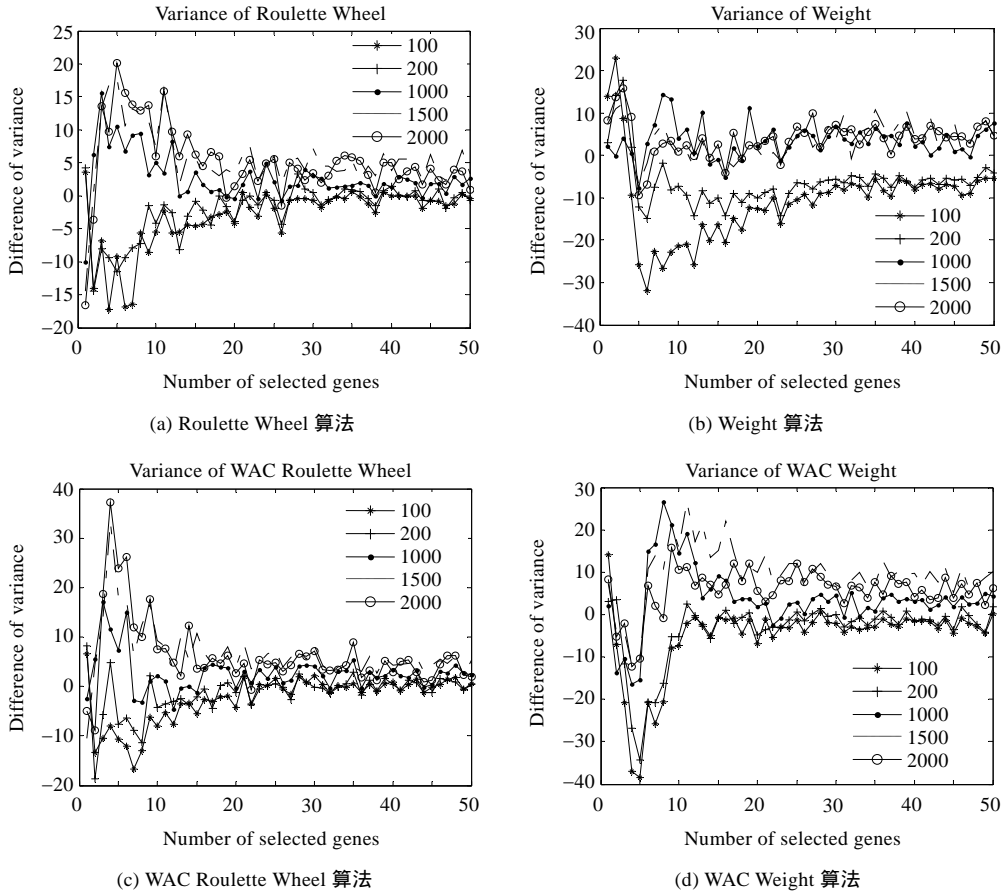 Variance of Roulette Wheel
25
20
15
10
5
0
−5
−10
−15
−20
0 10 20 30 40 50
Difference of variance
Number of selected genes
100
200
1000
1500
2000
(a) Roulette Wheel 算法
Variance of Weight
30
20
10
0
−10
−20
−30
−40
0 10 20 30 40 50
Difference of variance
Number of selected genes
100
200
1000
1500
2000
(b) Weight 算法
Variance of WAC Roulette Wheel
40
30
20
10
0
−10
−20
0 10 20 30 40 50
Difference of variance
Number of selected genes
100
200
1000
1500
2000
(c) WAC Roulette Wheel 算法
Variance of WAC Weight
30
20
10
0
−10
−20
−30
−40
0 10 20 30 40 50
Difference of variance
Number of selected genes
100
200
1000
1500
2000
(d) WAC Weight 算法